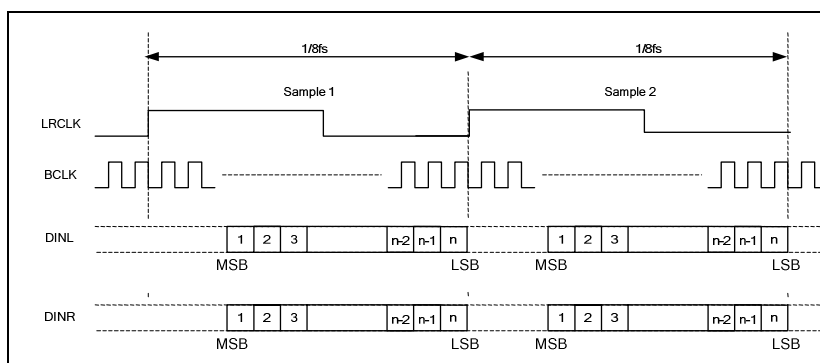 1/8fs 1/8fs
Sample 1 Sample 2
LRCLK
BCLK
DINL 1 2 3 n-2 n-1 n 1 2 3 n-2 n-1 n
MSB LSB MSB LSB
DINR 1 2 3 n-2 n-1 n 1 2 3 n-2 n-1 n
MSB LSB MSB LSB